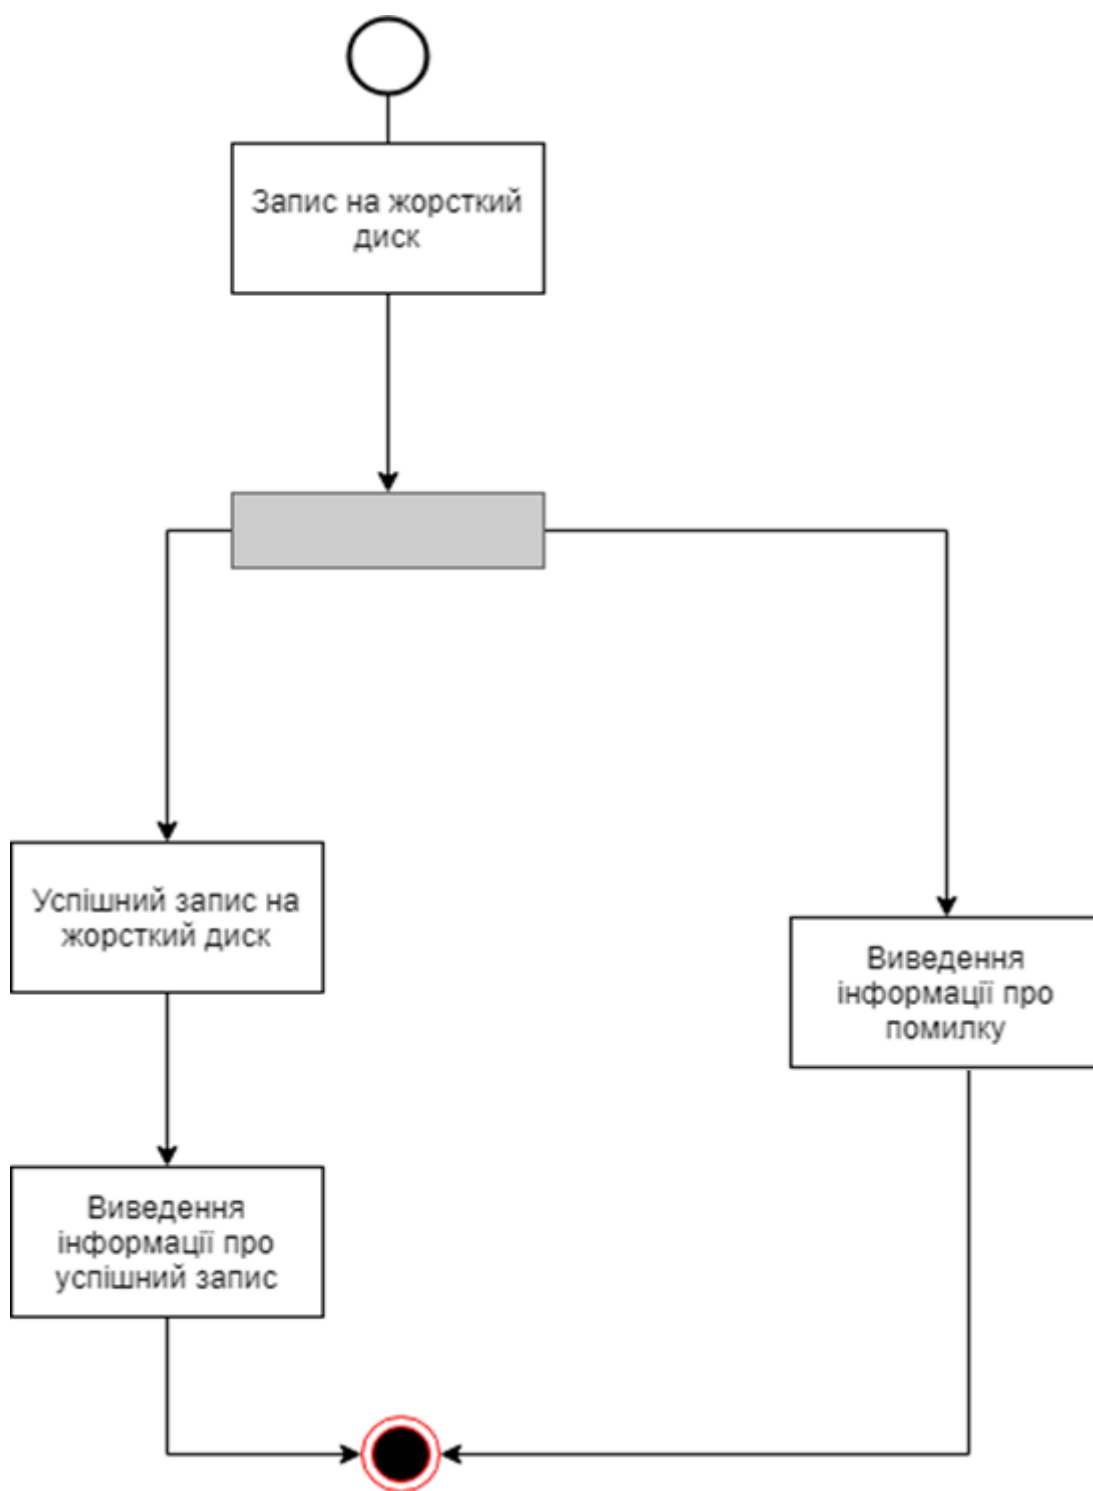 Запис на жорсткий
диск
Успішний запис на
жорсткий диск
Виведення
інформації про
помилку
Виведення
інформації про
успішний запис